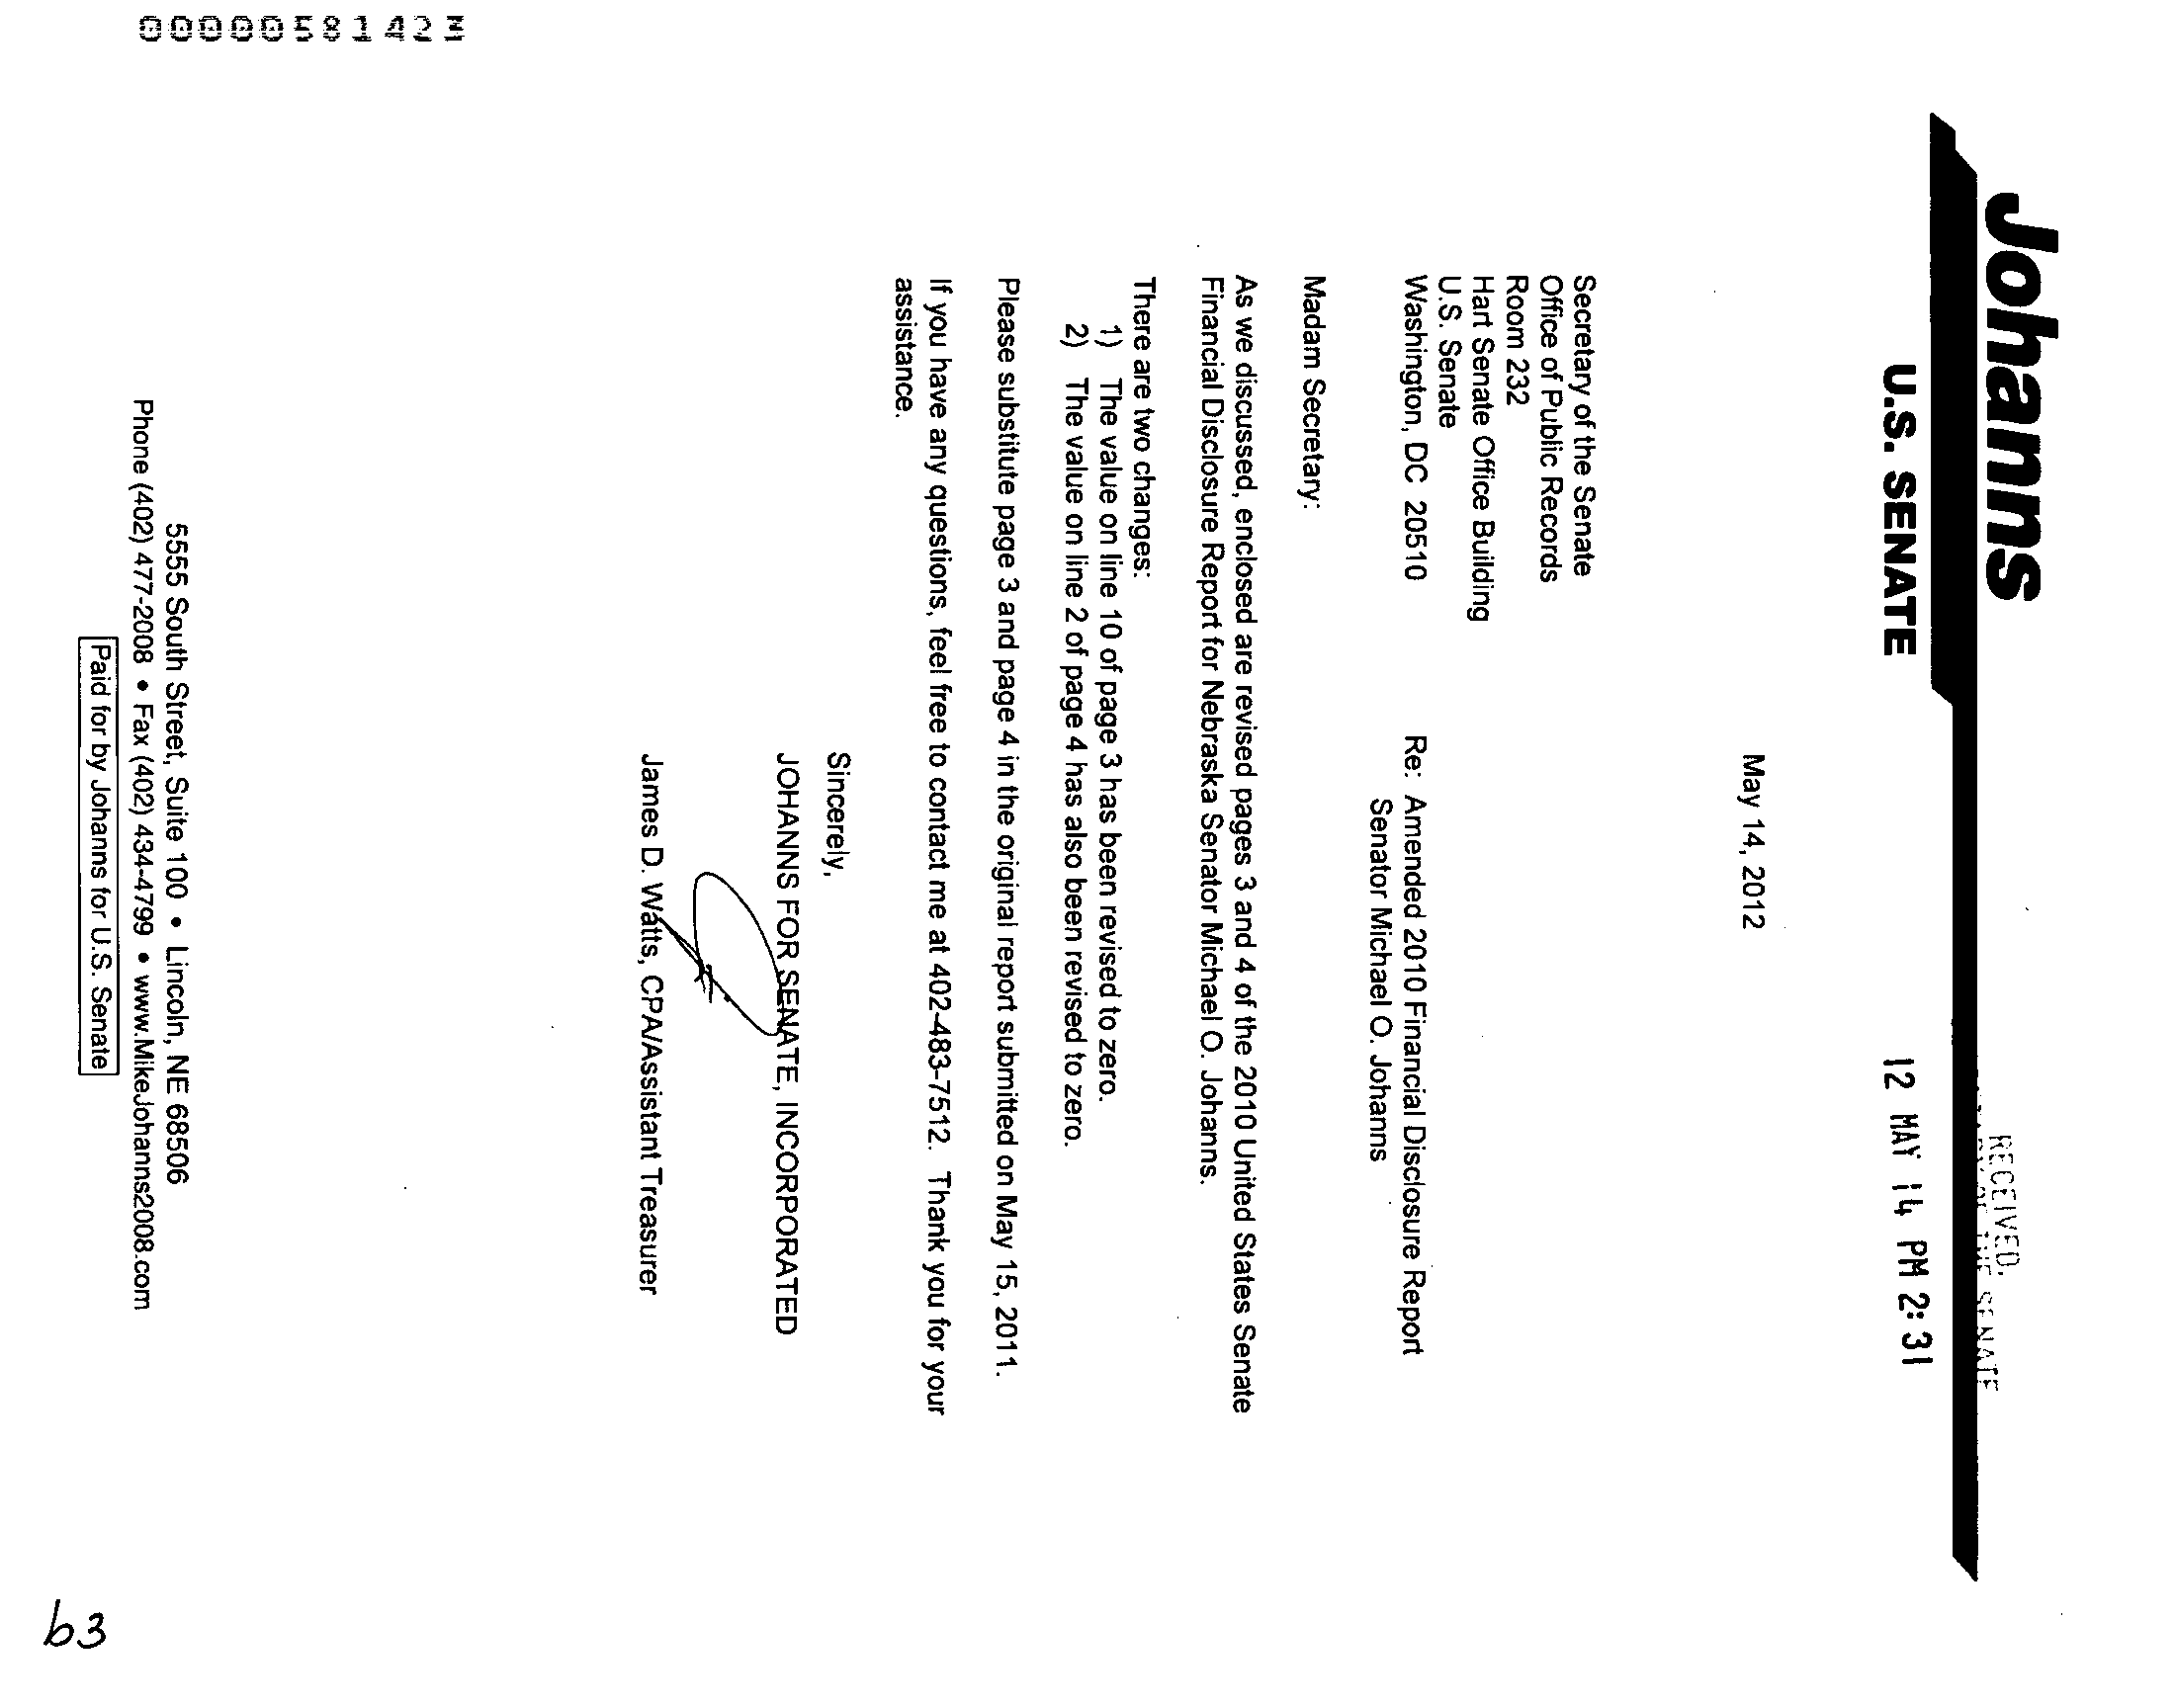 Johanns
U.S. SENATE
RECEIVED
THE SENATE
12 MAY 14 PM 2:31
May 14, 2012
Secretary of the Senate
Office of Public Records
Room 232
Hart Senate Office Building
U.S. Senate
Washington, DC 20510
Re: Amended 2010 Financial Disclosure Report
Senator Michael O. Johanns
Madam Secretary:
As we discussed, enclosed are revised pages 3 and 4 of the 2010 United States Senate
Financial Disclosure Report for Nebraska Senator Michael O. Johanns.
There are two changes:
1) The value on line 10 of page 3 has been revised to zero.
2) The value on line 2 of page 4 has also been revised to zero.
Please substitute page 3 and page 4 in the original report submitted on May 15, 2011.
If you have any questions, feel free to contact me at 402-483-7512. Thank you for your
assistance.
Sincerely,
JOHANNS FOR SENATE, INCORPORATED
James D. Watts, CPA/Assistant Treasurer
5555 South Street, Suite 100 • Lincoln, NE 68506
Phone (402) 477-2008 • Fax (402) 434-4799 • www.MikeJohanns2008.com
Paid for by Johanns for U.S. Senate
b3